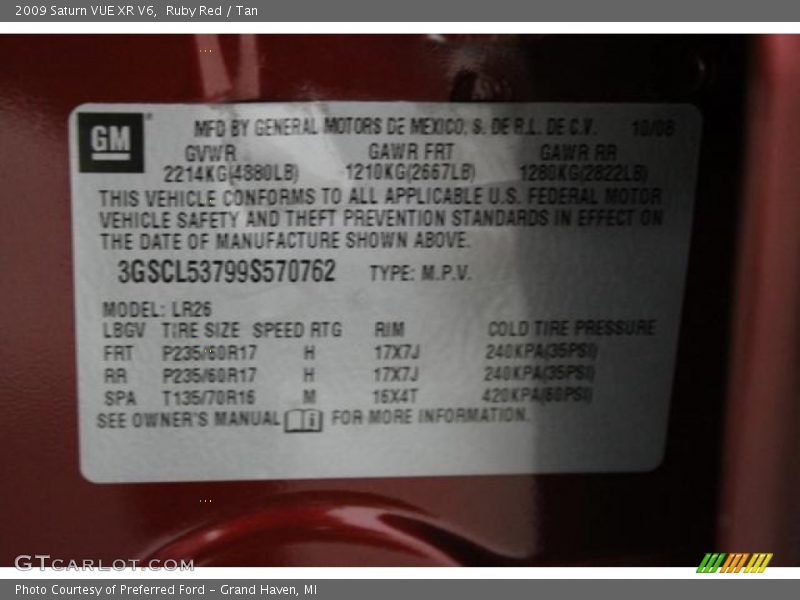 2009 Saturn VUE XR V6,  Ruby Red / Tan
GM
MFD BY GENERAL MOTORS DE MEXICO, S. DE R.L. DE C.V. 10/08
GVWR GAWR FRT GAWR RR
2214KG(4880LB) 1210KG(2667LB) 1280KG(2822LB)
THIS VEHICLE CONFORMS TO ALL APPLICABLE U.S. FEDERAL MOTOR
VEHICLE SAFETY AND THEFT PREVENTION STANDARDS IN EFFECT ON
THE DATE OF MANUFACTURE SHOWN ABOVE.
3GSCL53799S570762 TYPE: M.P.V.
MODEL: LR26
LBGV TIRE SIZE SPEED RTG RIM COLD TIRE PRESSURE
FRT P235/60R17 H 17X7J 240KPA(35PSI)
RR P235/60R17 H 17X7J 240KPA(35PSI)
SPA T135/70R16 M 16X4T 420KPA(60PSI)
SEE OWNER'S MANUAL FOR MORE INFORMATION.
GTCARLOT.COM
Photo Courtesy of Preferred Ford - Grand Haven, MI